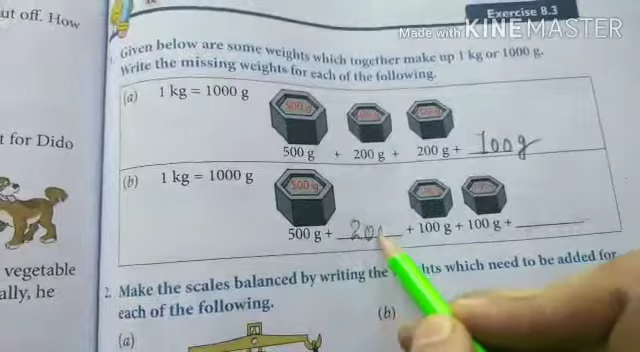 ut off. How
Exercise 8.3
Made with KINEMASTER
Given below are some weights which together make up 1 kg or 1000 g.
Write the missing weights for each of the following.
(a) 1 kg = 1000 g
500 g
500 g + 200 g + 200 g + 100g
t for Dido
(b) 1 kg = 1000 g
500 g
500 g + 200 + 100 g + 100 g +
vegetable
ally, he
2. Make the scales balanced by writing the hts which need to be added for
each of the following.
(a) (b)